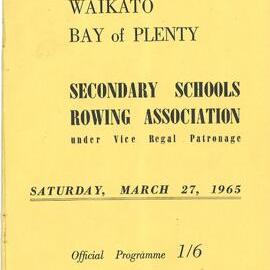 WAIKATO
BAY of PLENTY
SECONDARY SCHOOLS
ROWING ASSOCIATION
under Vice Regal Patronage
SATURDAY, MARCH 27, 1965
Official Programme 1/6